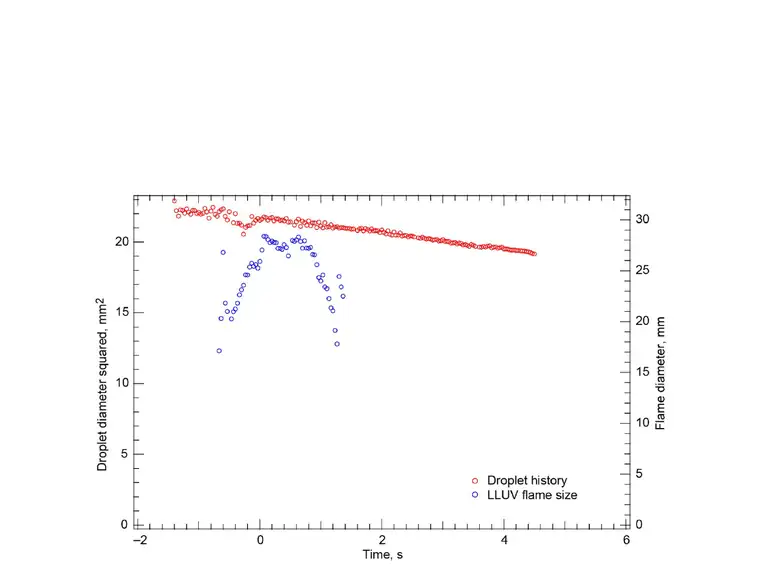 20
15
10
5
0
Droplet diameter squared, mm2
30
25
20
15
10
5
0
Flame diameter, mm
Droplet history
LLUV flame size
–2 0 2 4 6
Time, s